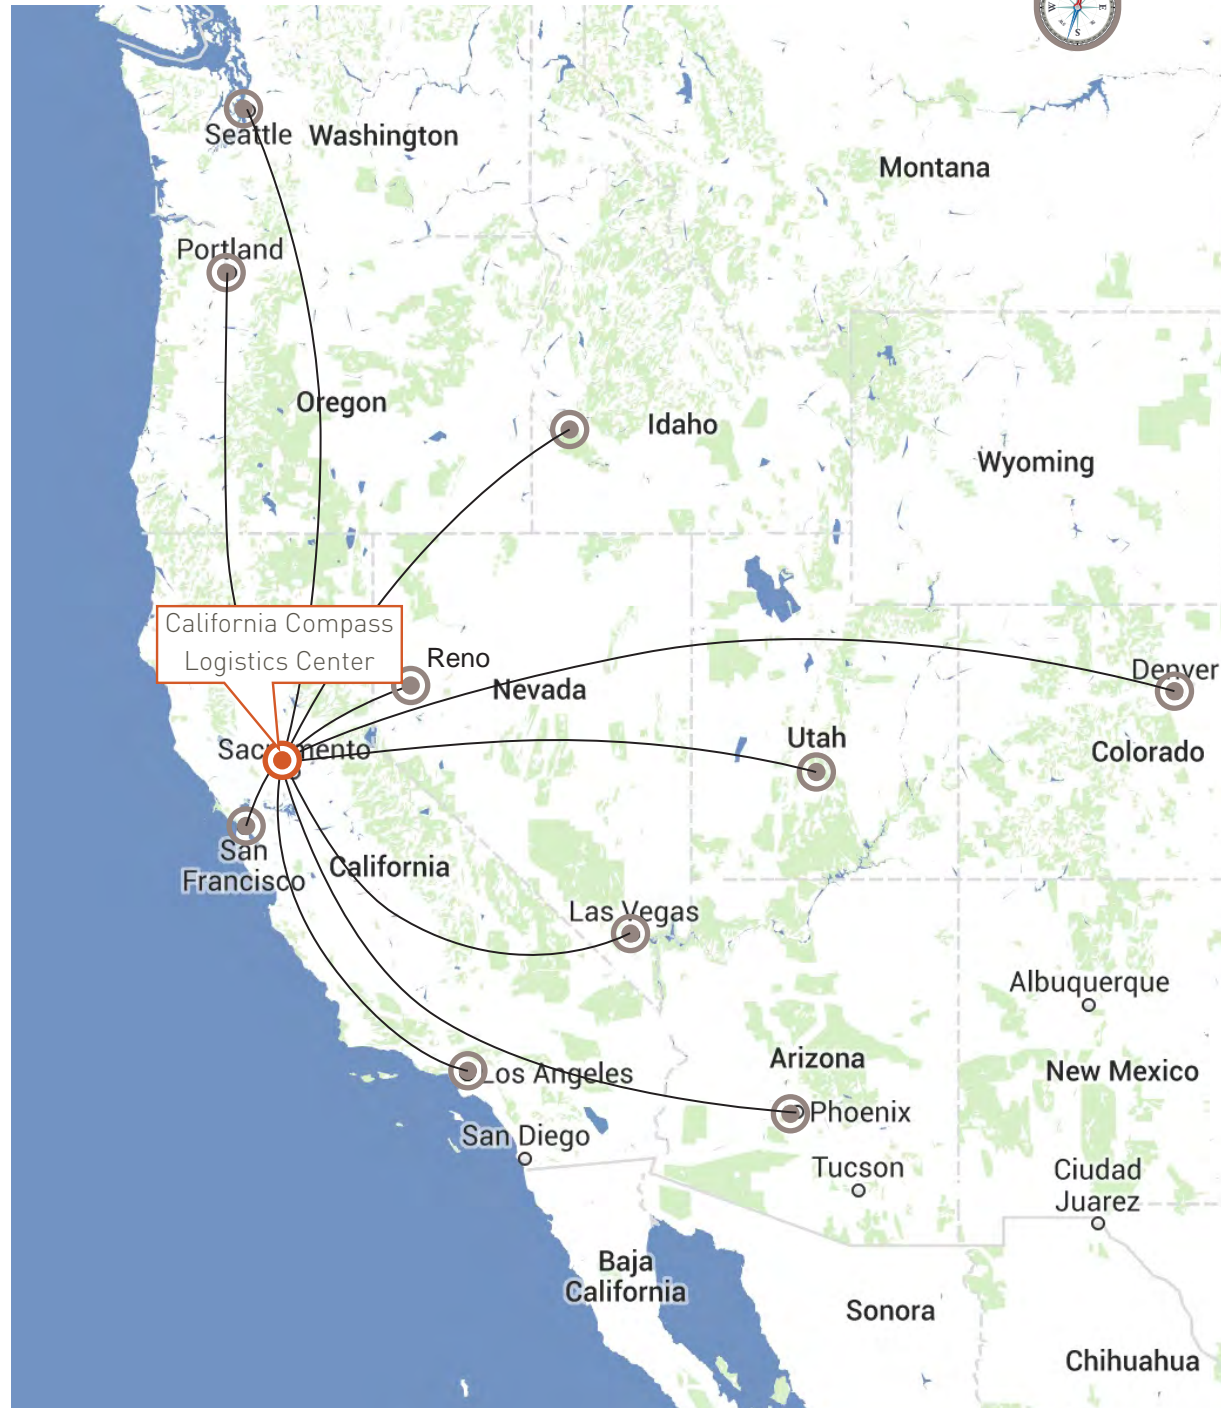 W
E
S
Seattle
Washington
Montana
Portland
Oregon
Idaho
Wyoming
California Compass
Logistics Center
Reno
Nevada
Denver
Sacramento
Utah
Colorado
San
Francisco
California
Las Vegas
Albuquerque
Los Angeles
Arizona
New Mexico
Phoenix
San Diego
Tucson
Ciudad
Juarez
Baja
California
Sonora
Chihuahua